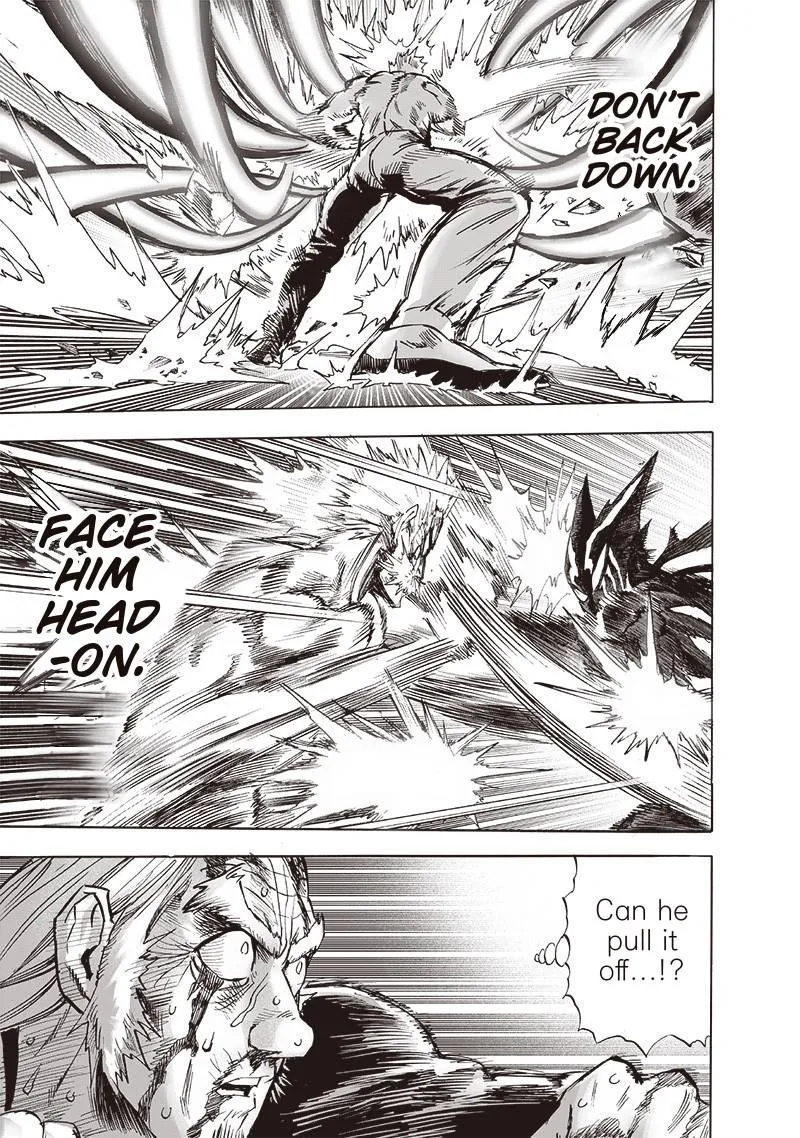 DON'T
BACK
DOWN.
FACE
HIM
HEAD
-ON.
Can he
pull it
off...!?